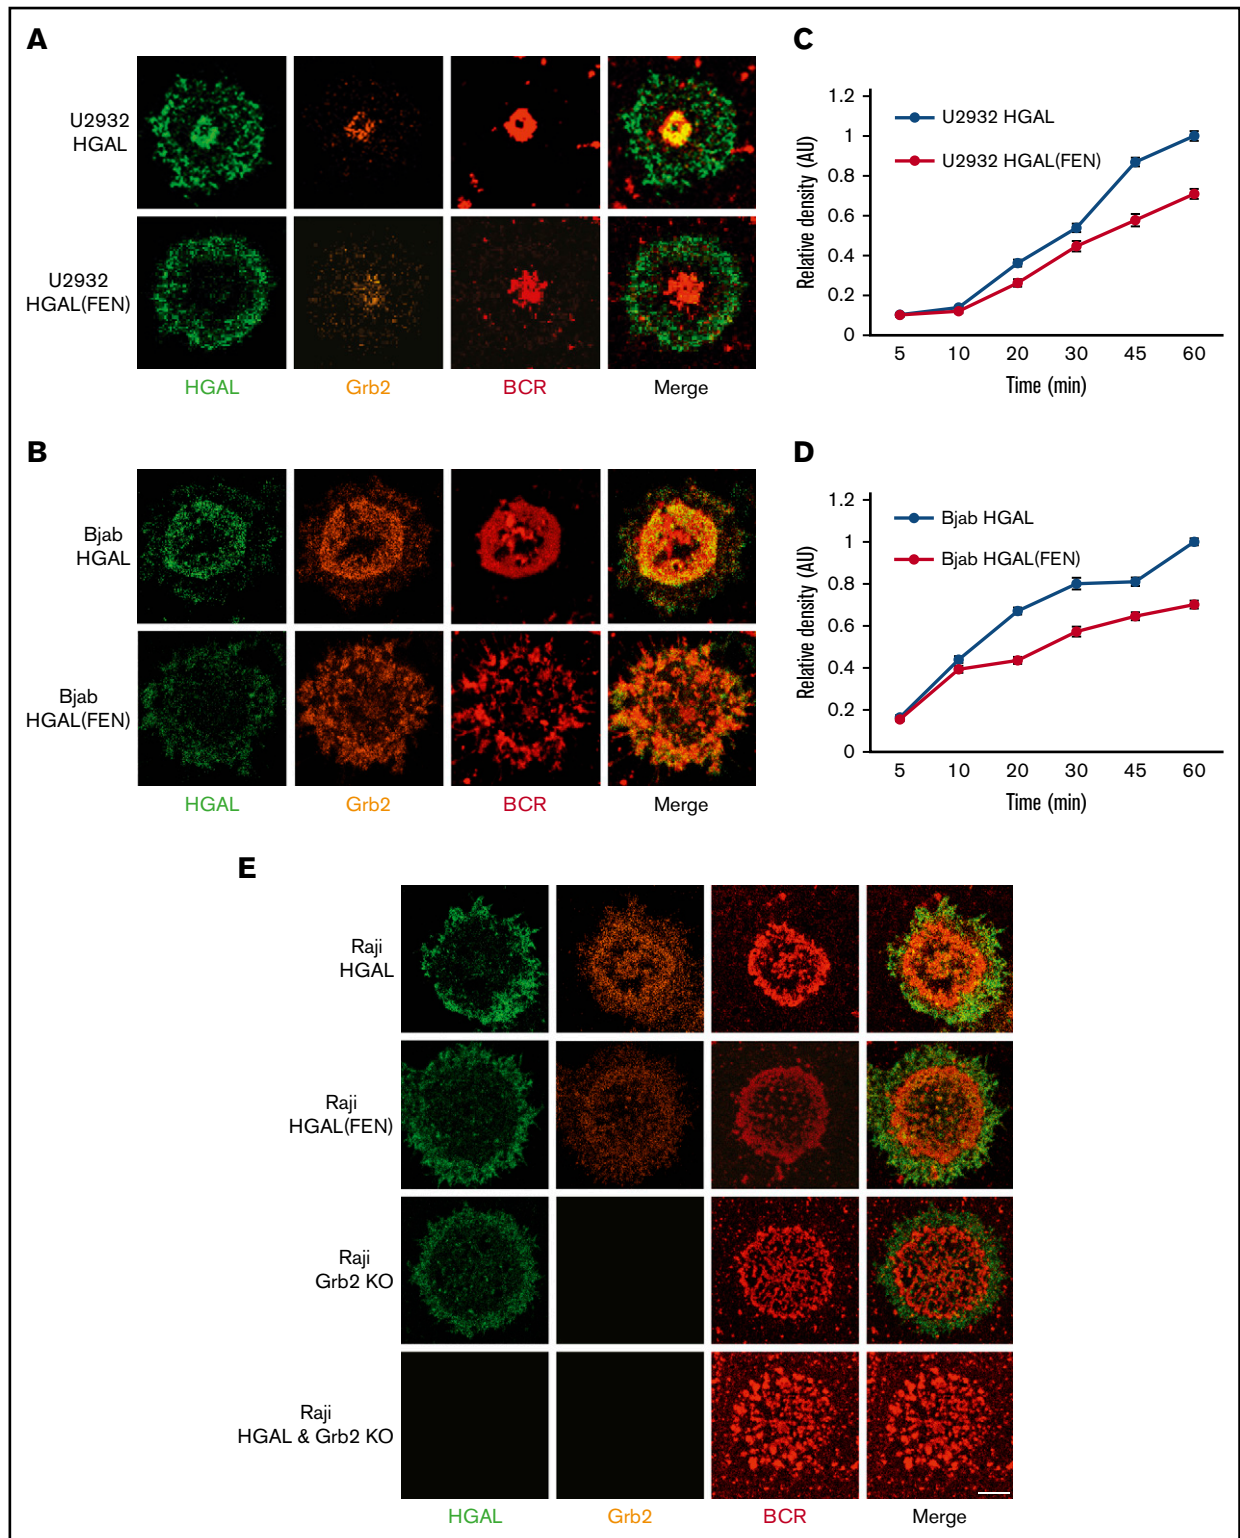 A
U2932
HGAL
U2932
HGAL(FEN)
HGAL
Grb2
BCR
Merge
C
Relative density (AU)
1.2
1
0.8
0.6
0.4
0.2
0
U2932 HGAL
U2932 HGAL(FEN)
5 10 20 30 45 60
Time (min)
B
Bjab
HGAL
Bjab
HGAL(FEN)
HGAL
Grb2
BCR
Merge
D
Relative density (AU)
1.2
1
0.8
0.6
0.4
0.2
0
Bjab HGAL
Bjab HGAL(FEN)
5 10 20 30 45 60
Time (min)
E
Raji
HGAL
Raji
HGAL(FEN)
Raji
Grb2 KO
Raji
HGAL & Grb2 KO
HGAL
Grb2
BCR
Merge